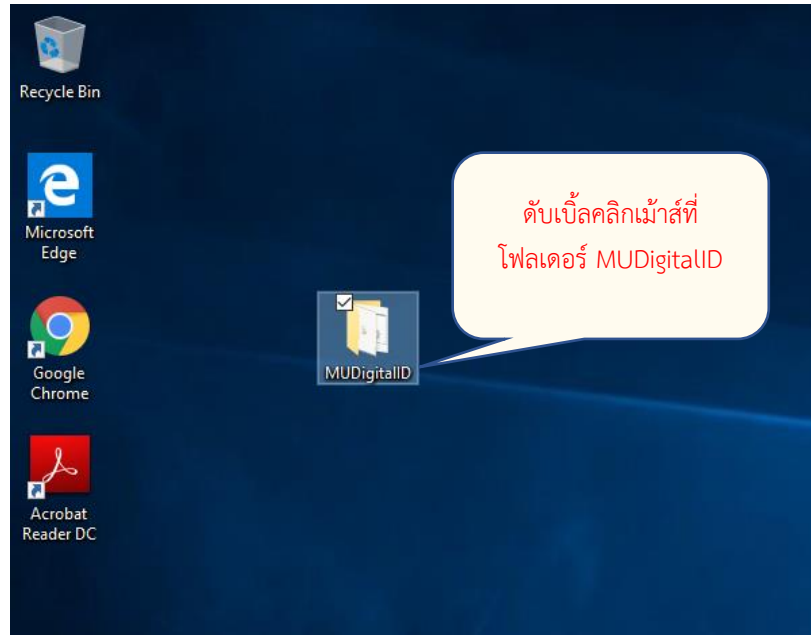 Recycle Bin
Microsoft
Edge
Google
Chrome
Acrobat
Reader DC
MUDigitalID
ดับเบิ้ลคลิกเม้าส์ที่
โฟลเดอร์ MUDigitalID